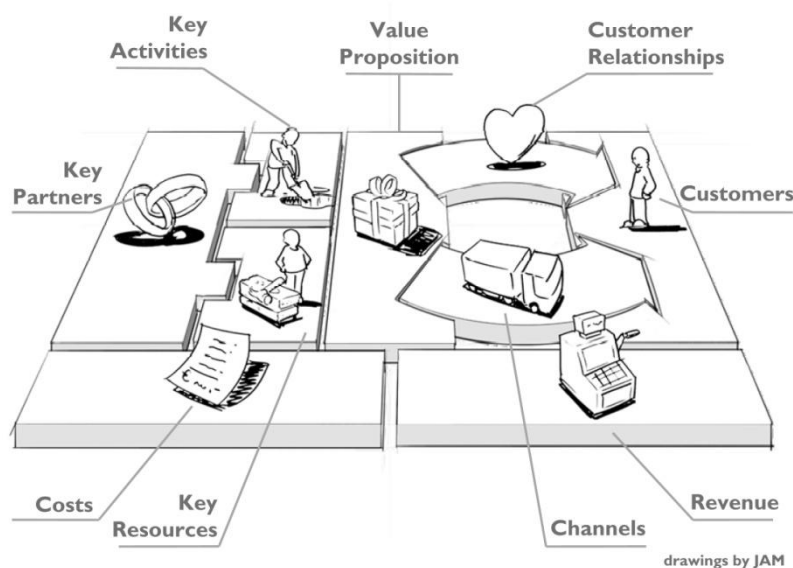 Key
Activities
Value
Proposition
Customer
Relationships
Key
Partners
Customers
Costs
Key
Resources
Channels
Revenue
drawings by JAM